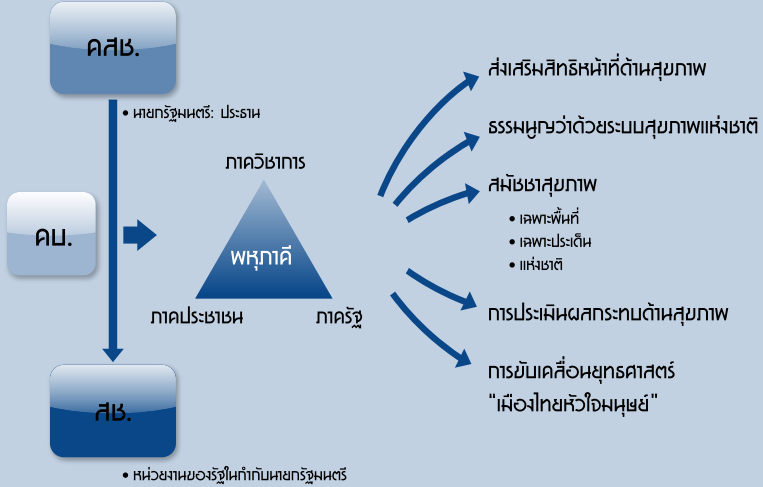 คสช.
• นายกรัฐมนตรี: ประธาน
คบ.
สช.
• หน่วยงานของรัฐในกำกับนายกรัฐมนตรี
ภาควิชาการ
พหุภาคี
ภาคประชาชน
ภาครัฐ
ส่งเสริมสิทธิหน้าที่ด้านสุขภาพ
ธรรมนูญว่าด้วยระบบสุขภาพแห่งชาติ
สมัชชาสุขภาพ
• เฉพาะพื้นที่
• เฉพาะประเด็น
• แห่งชาติ
การประเมินผลกระทบด้านสุขภาพ
การขับเคลื่อนยุทธศาสตร์
"เมืองไทยหัวใจมนุษย์"